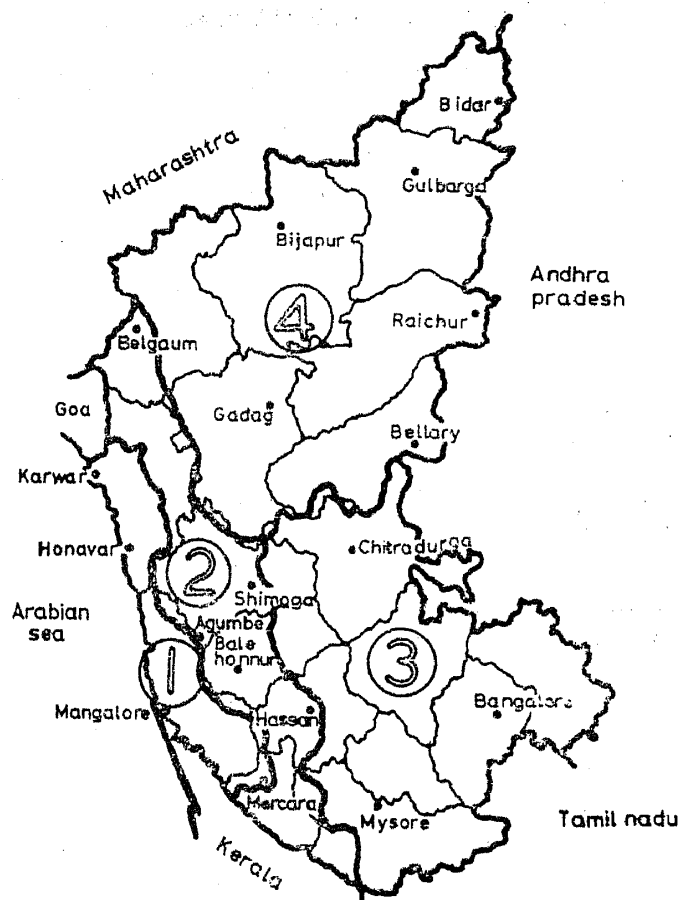 Bidar
Maharashtra
Gulbarga
Bijapur
Andhra
pradesh
4
Raichur
Belgaum
Goa
Gadag
Bellary
Karwar
Honavar
Chitradurga
2
Shimoga
Arabian
sea
Agumbe
Bale
honnur
1
3
Mangalore
Hassan
Bangalore
Mercara
Mysore
Tamil nadu
Kerala